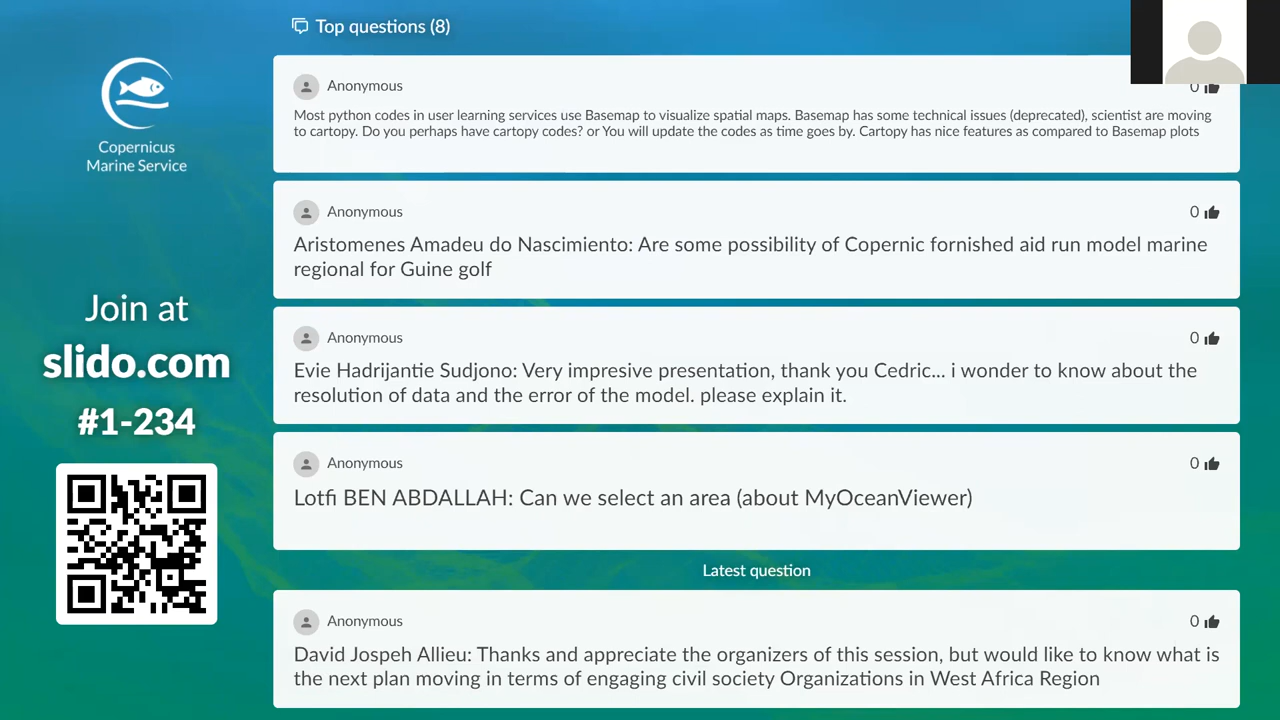 Top questions (8)
Anonymous
0
Most python codes in user learning services use Basemap to visualize spatial maps. Basemap has some technical issues (deprecated), scientist are moving
to cartopy. Do you perhaps have cartopy codes? or You will update the codes as time goes by. Cartopy has nice features as compared to Basemap plots
Copernicus
Marine Service
Anonymous
0
Aristomenes Amadeu do Nascimiento: Are some possibility of Copernic fornished aid run model marine
regional for Guine golf
Join at
slido.com
#1-234
Anonymous
0
Evie Hadrijantie Sudjono: Very impresive presentation, thank you Cedric... i wonder to know about the
resolution of data and the error of the model. please explain it.
Anonymous
0
Lotfi BEN ABDALLAH: Can we select an area (about MyOceanViewer)
Latest question
Anonymous
0
David Jospeh Allieu: Thanks and appreciate the organizers of this session, but would like to know what is
the next plan moving in terms of engaging civil society Organizations in West Africa Region